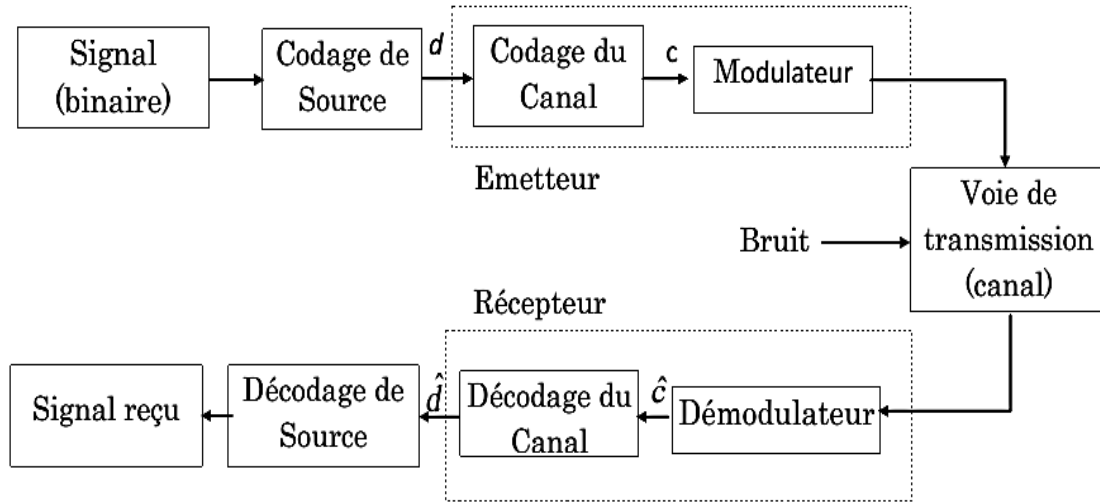 Signal
(binaire)
Codage de
Source
d
Codage du
Canal
c
Modulateur
Emetteur
Voie de
transmission
(canal)
Bruit
Récepteur
Signal reçu
Décodage de
Source
d̂
Décodage du
Canal
ĉ
Démodulateur